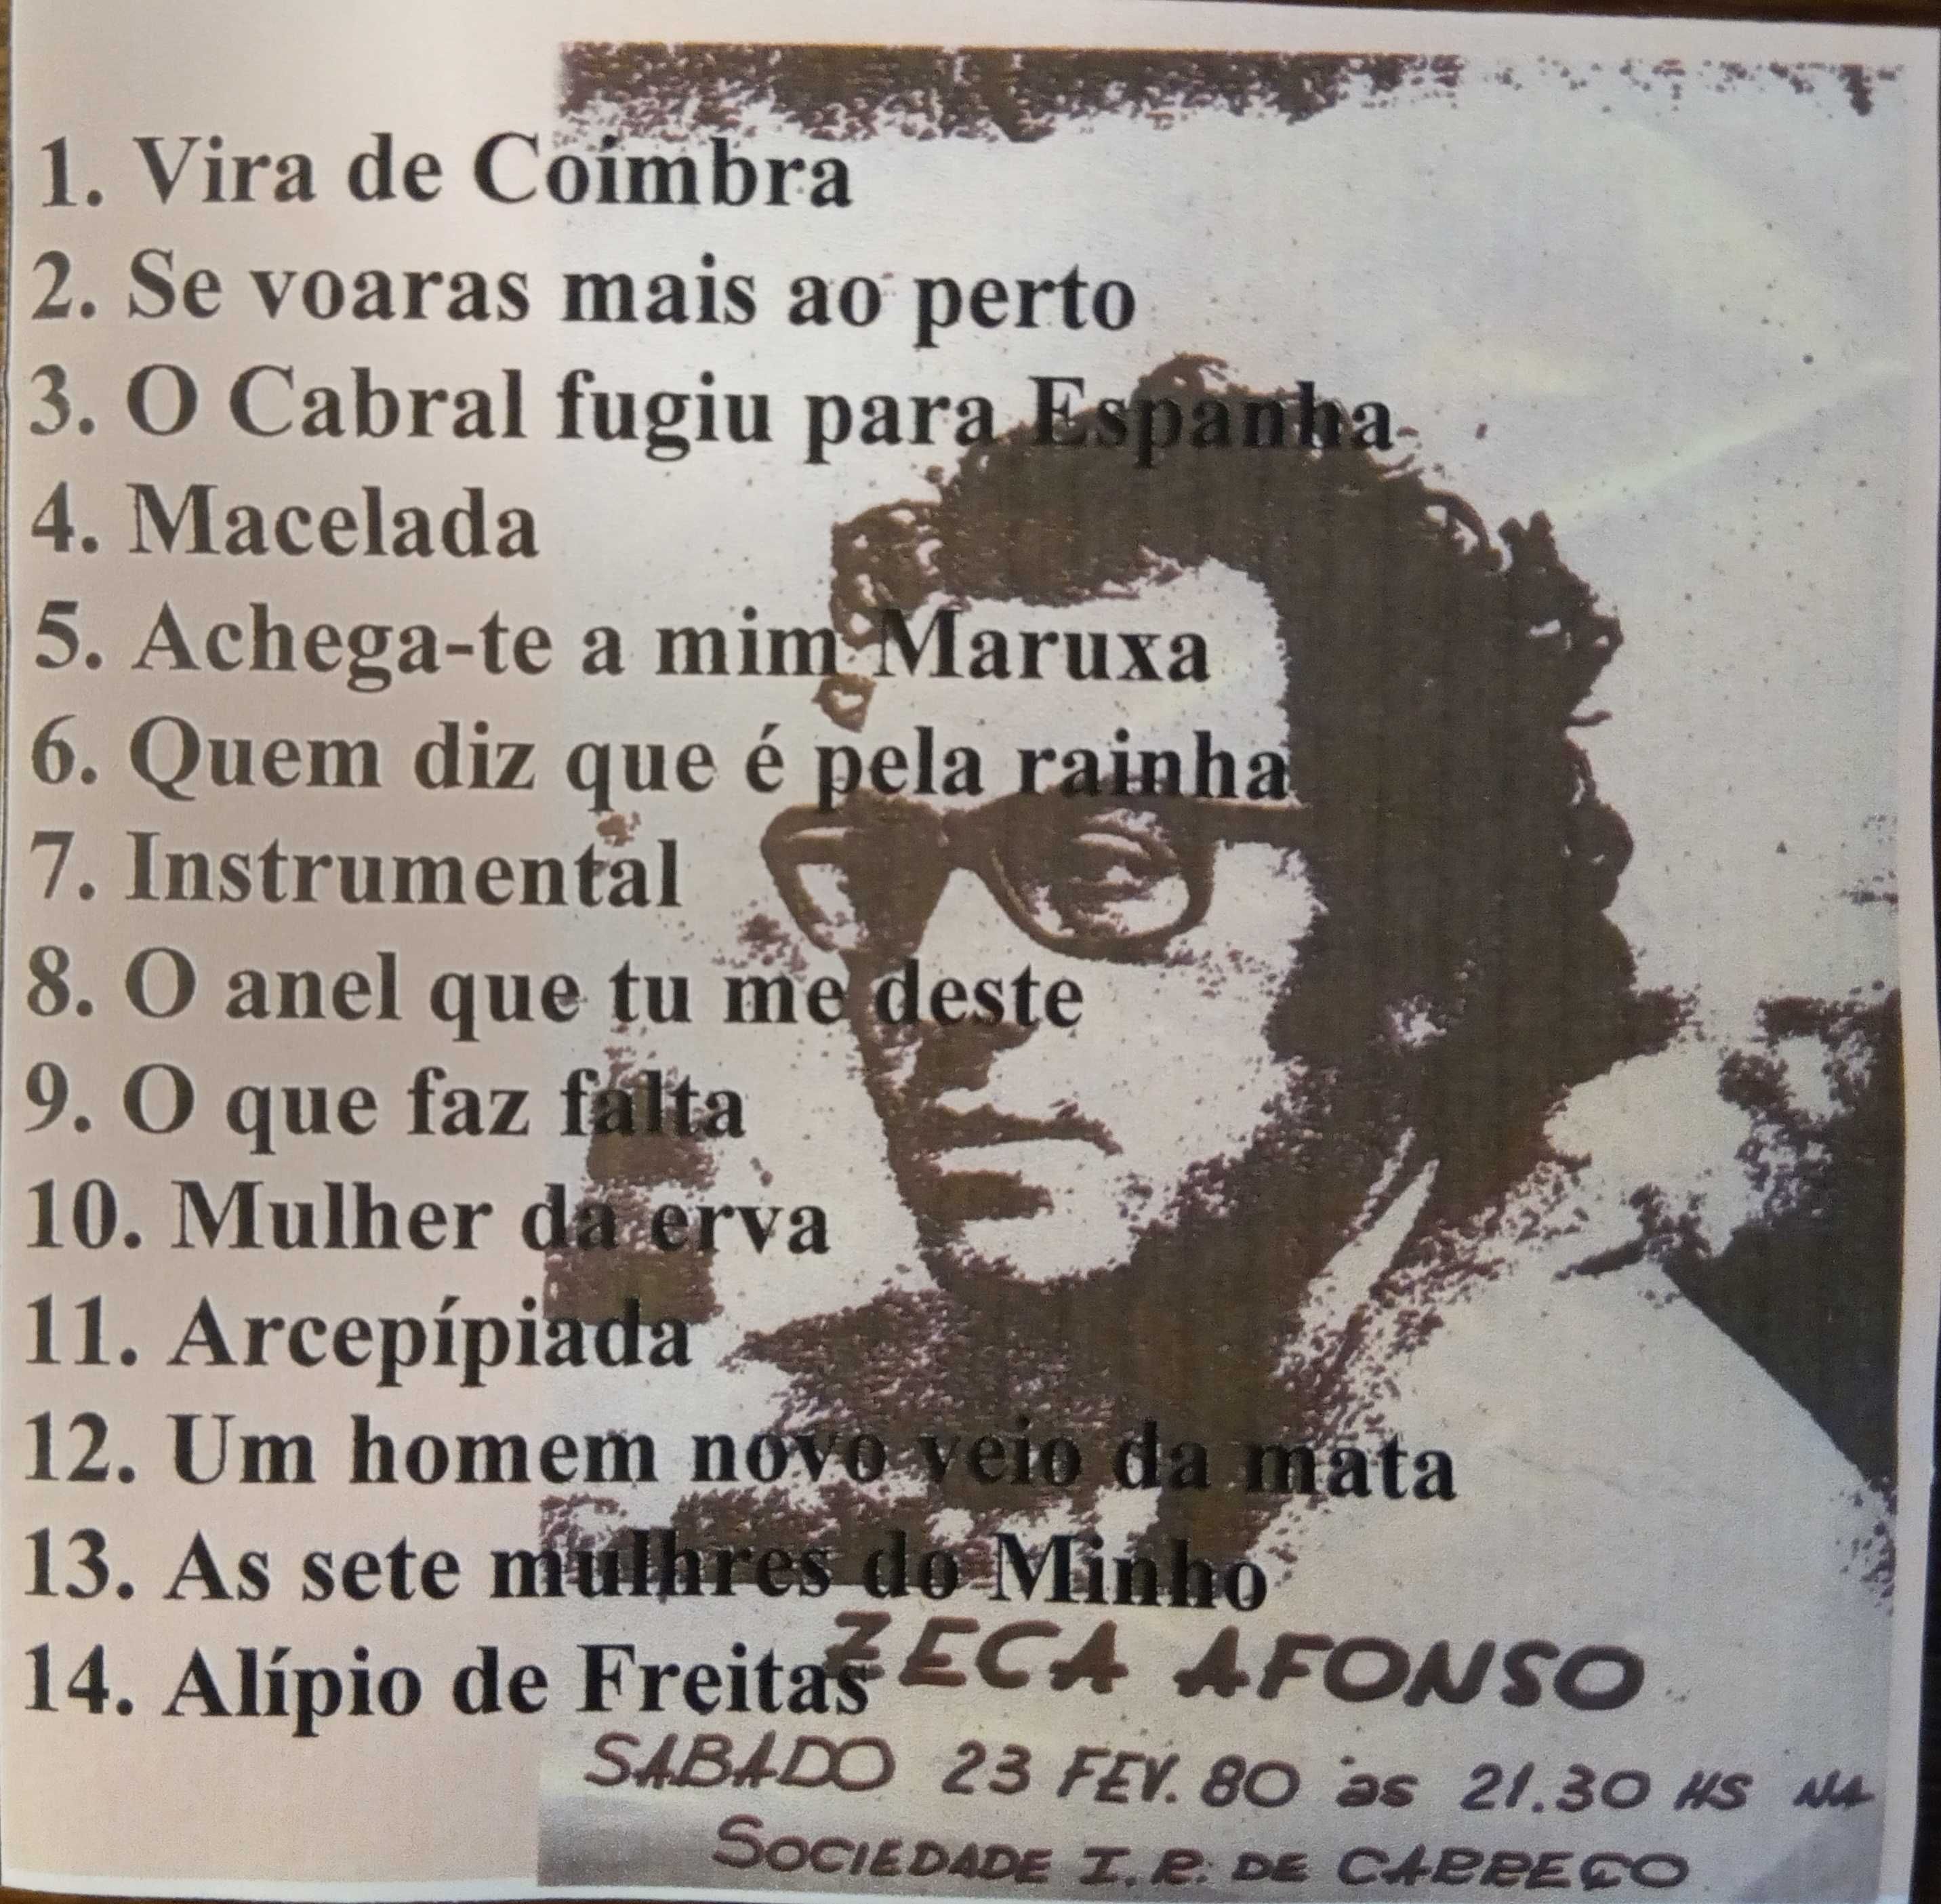 1. Vira de Coimbra
2. Se voaras mais ao perto
3. O Cabral fugiu para Espanha
4. Macelada
5. Achega-te a mim Maruxa
6. Quem diz que é pela rainha
7. Instrumental
8. O anel que tu me deste
9. O que faz falta
10. Mulher da erva
11. Arcepípiada
12. Um homem novo veio da mata
13. As sete mulhres do Minho
14. Alípio de Freitas
ZECA AFONSO
SABADO 23 FEV. 80 às 21.30 HS NA
SOCIEDADE I. R. DE CARREÇO